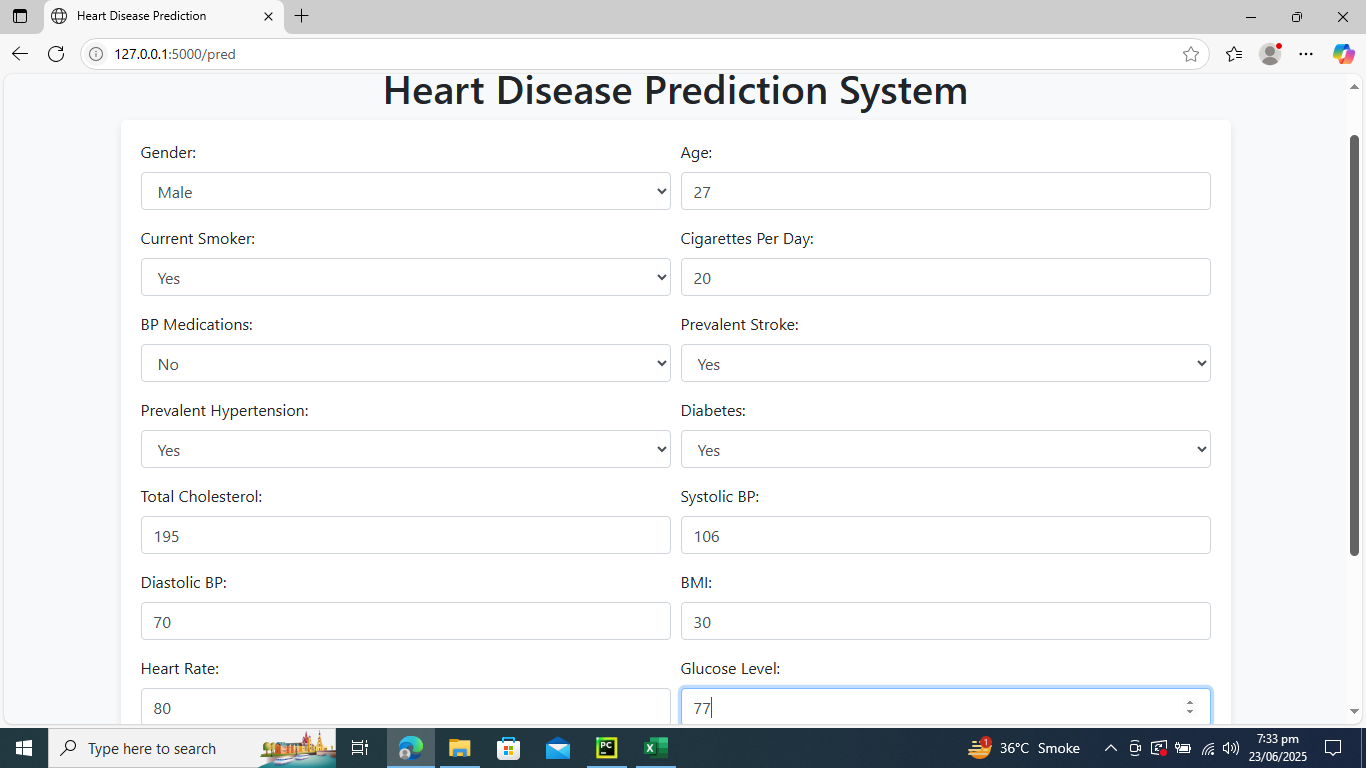 Heart Disease Prediction
127.0.0.1:5000/pred
Heart Disease Prediction System
Gender: Age:
Male 27
Current Smoker: Cigarettes Per Day:
Yes 20
BP Medications: Prevalent Stroke:
No Yes
Prevalent Hypertension: Diabetes:
Yes Yes
Total Cholesterol: Systolic BP:
195 106
Diastolic BP: BMI:
70 30
Heart Rate: Glucose Level:
80 77
Type here to search PC 1 36°C Smoke 7:33 pm
23/06/2025